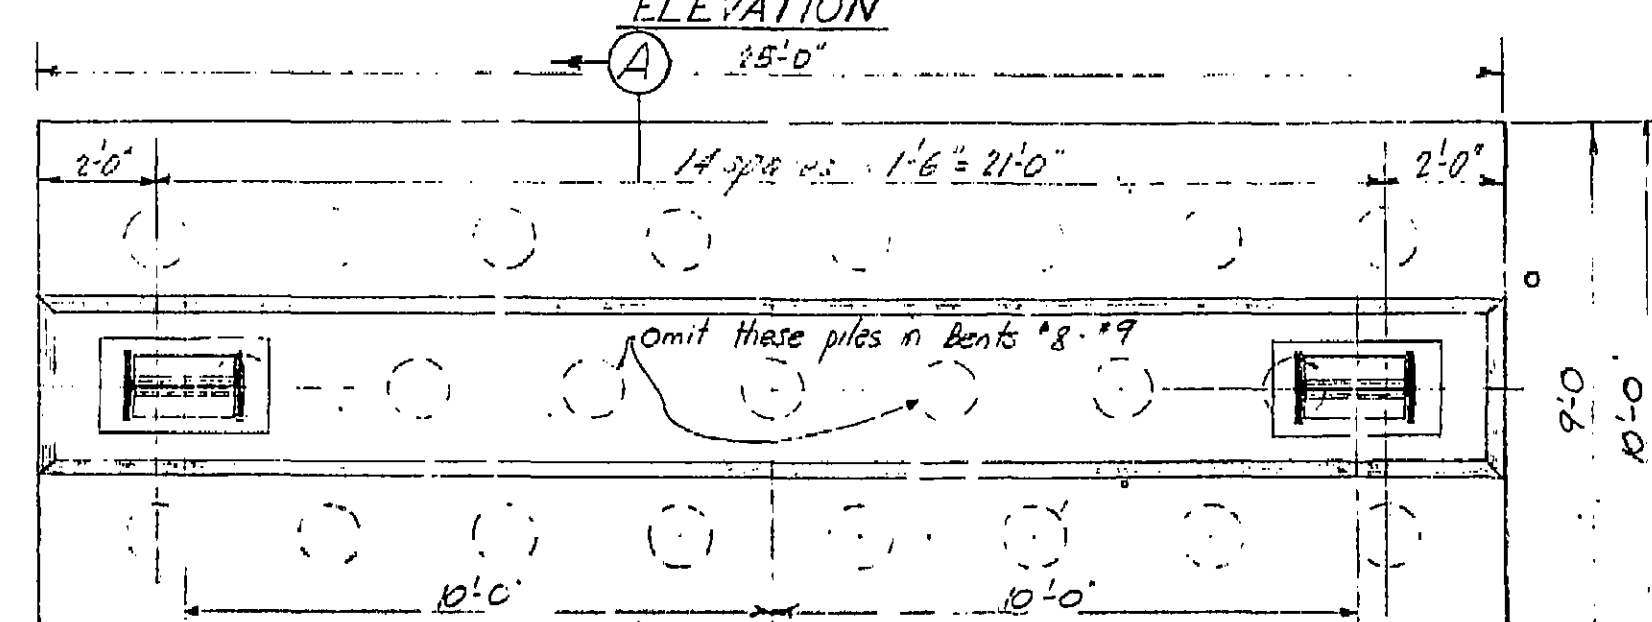 ELEVATION
A
25'-0"
2'-0"
14 spaces 1'-6" = 21'-0"
2'-0"
omit these piles in Bents #8 - #9
9'-0
10'-0
10'-0"
10'-0"